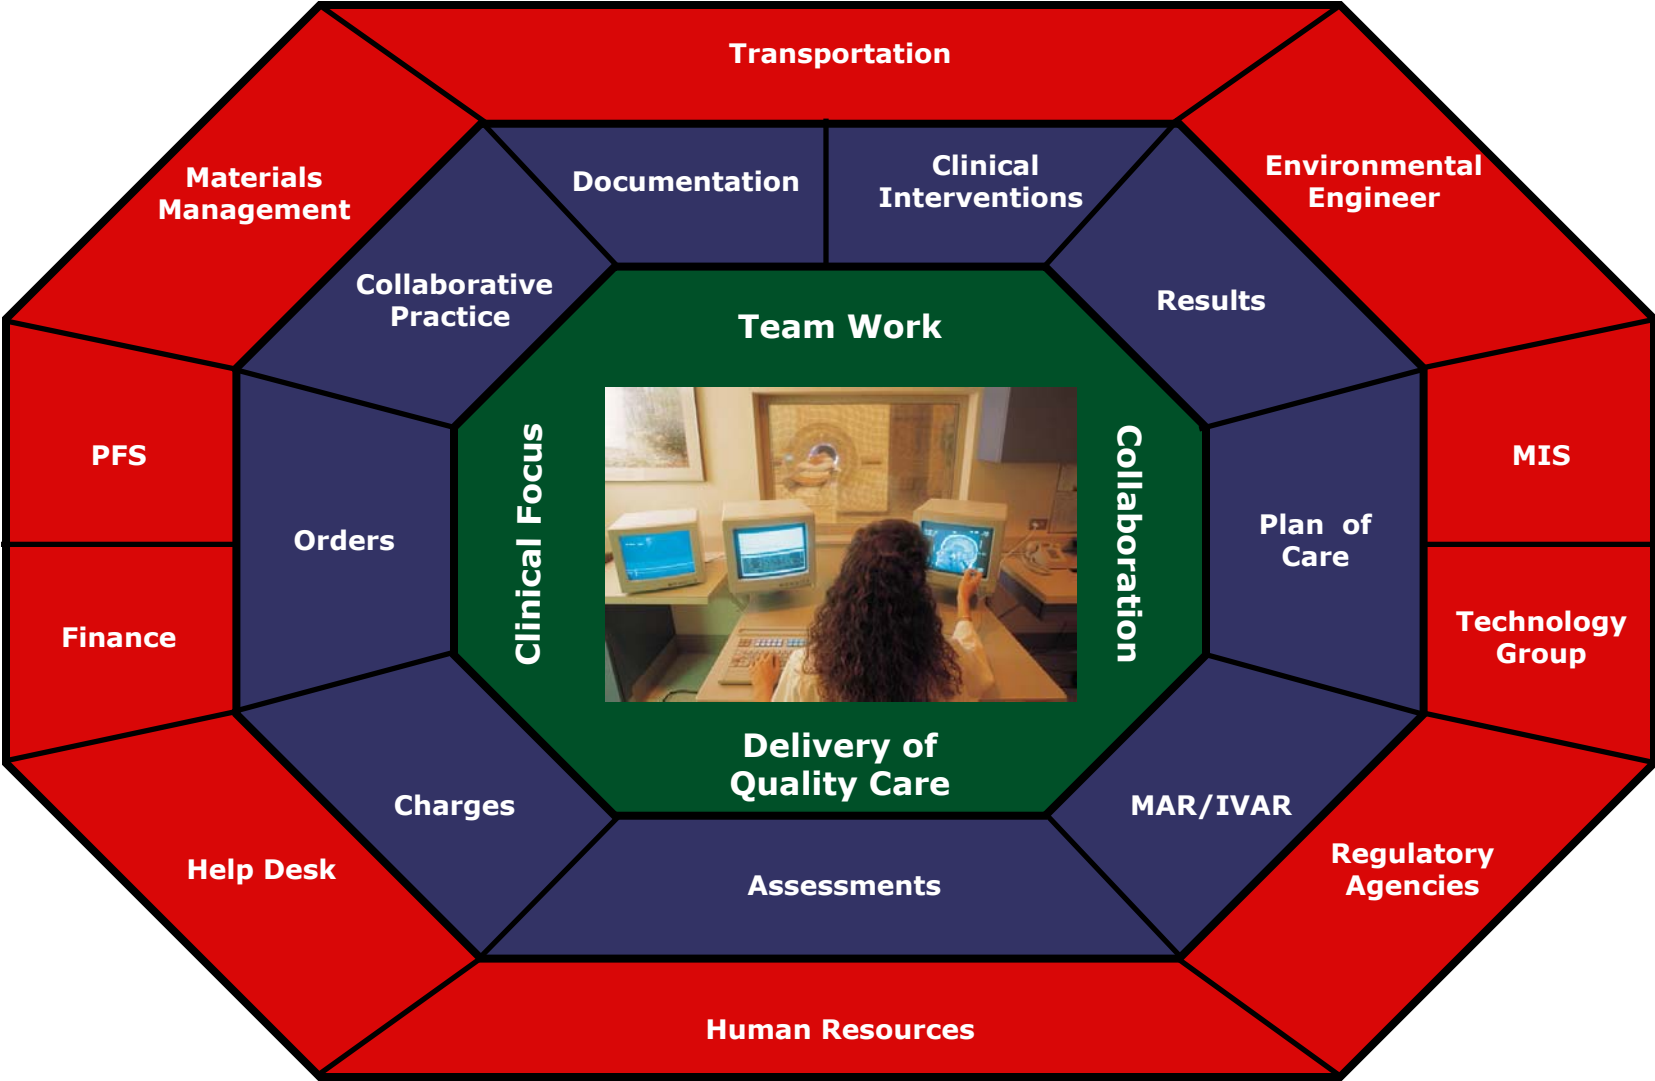 Transportation
Materials
Management
Environmental
Engineer
Documentation
Clinical
Interventions
Collaborative
Practice
Results
Team Work
PFS
MIS
Orders
Clinical Focus
Collaboration
Plan of
Care
Finance
Technology
Group
Delivery of
Quality Care
Charges
MAR/IVAR
Help Desk
Assessments
Regulatory
Agencies
Human Resources